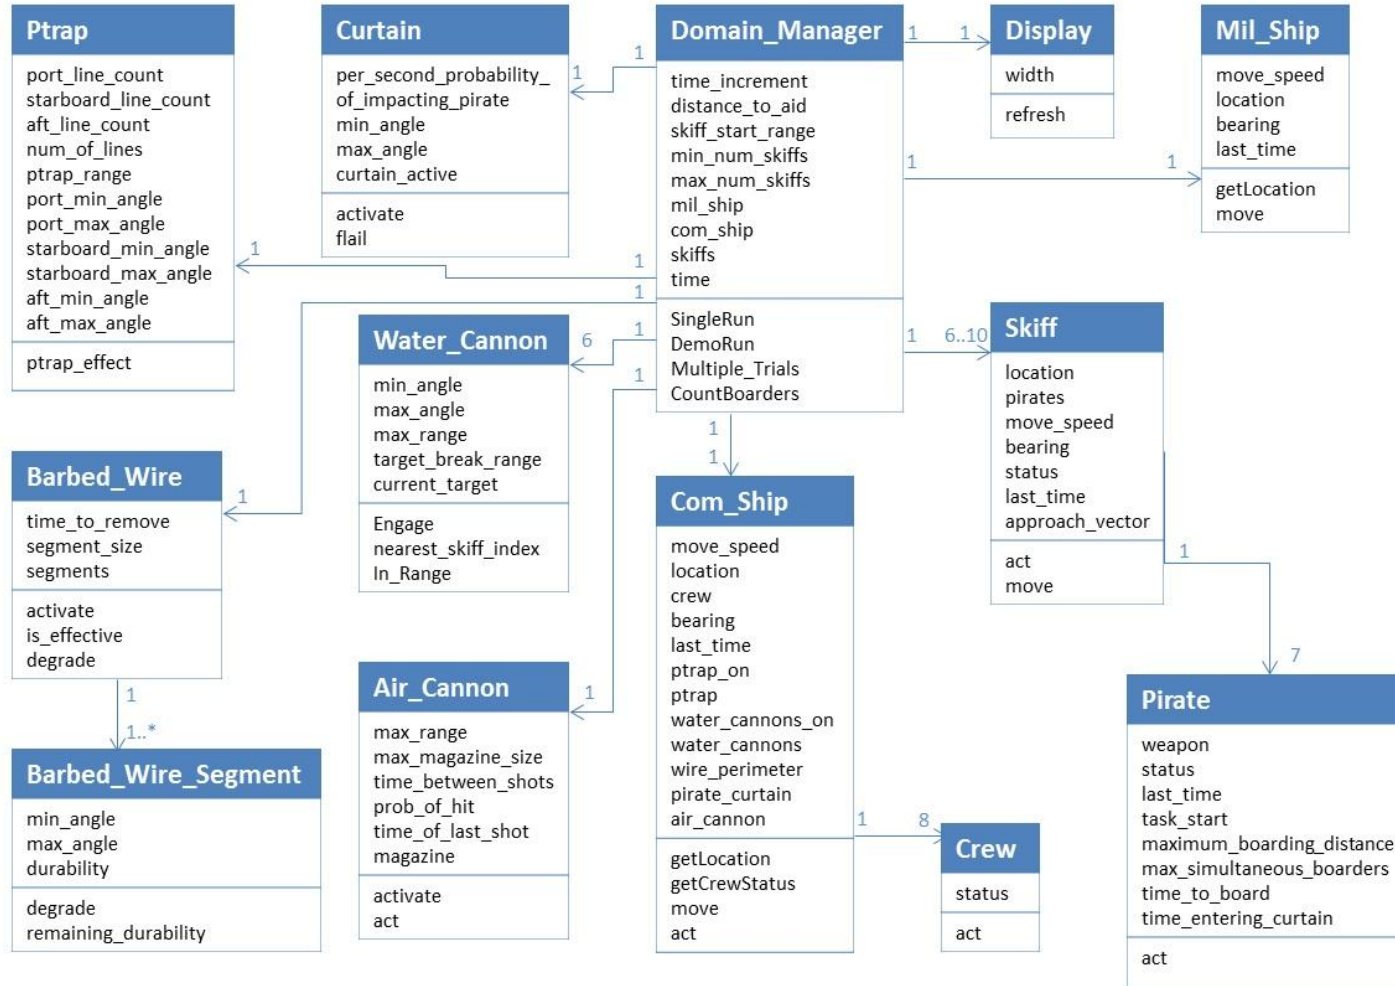 Ptrap
port_line_count
starboard_line_count
aft_line_count
num_of_lines
ptrap_range
port_min_angle
port_max_angle
starboard_min_angle
starboard_max_angle
aft_min_angle
aft_max_angle
ptrap_effect
Curtain
per_second_probability_
of_impacting_pirate
min_angle
max_angle
curtain_active
activate
flail
Domain_Manager
time_increment
distance_to_aid
skiff_start_range
min_num_skiffs
max_num_skiffs
mil_ship
com_ship
skiffs
time
SingleRun
DemoRun
Multiple_Trials
CountBoarders
Display
width
refresh
Mil_Ship
move_speed
location
bearing
last_time
getLocation
move
1
1
1
1
1
1
1
1
1
1
6
1
1
1
1
6..10
1
1
Water_Cannon
min_angle
max_angle
max_range
target_break_range
current_target
Engage
nearest_skiff_index
In_Range
Skiff
location
pirates
move_speed
bearing
status
last_time
approach_vector
act
move
1
7
Barbed_Wire
time_to_remove
segment_size
segments
activate
is_effective
degrade
1
1..*
Barbed_Wire_Segment
min_angle
max_angle
durability
degrade
remaining_durability
Air_Cannon
max_range
max_magazine_size
time_between_shots
prob_of_hit
time_of_last_shot
magazine
activate
act
Com_Ship
move_speed
location
crew
bearing
last_time
ptrap_on
ptrap
water_cannons_on
water_cannons
wire_perimeter
pirate_curtain
air_cannon
getLocation
getCrewStatus
move
act
1
8
Crew
status
act
Pirate
weapon
status
last_time
task_start
maximum_boarding_distance
max_simultaneous_boarders
time_to_board
time_entering_curtain
act